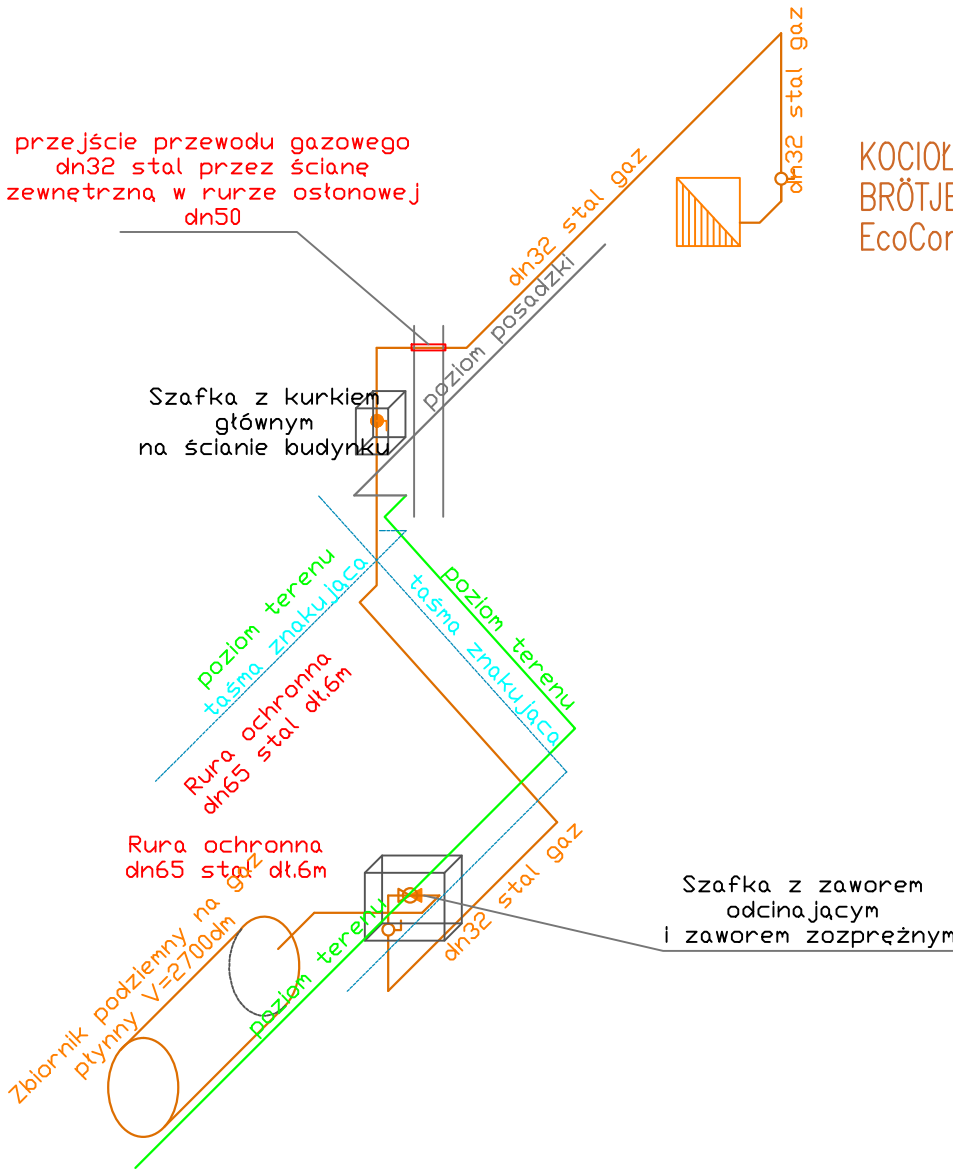 dn32 stal gaz
przejście przewodu gazowego
dn32 stal przez ścianę
zewnętrzną w rurze osłonowej
dn50
KOCIOŁ
BRÖTJE
EcoCon
dn32 stal gaz
poziom posadzki
Szafka z kurkiem
głównym
na ścianie budynku
poziom terenu
taśma znakująca
poziom terenu
taśma znakująca
Rura ochronna
dn65 stal dł.6m
Rura ochronna
dn65 stal dł.6m
dn32 stal gaz
Szafka z zaworem
odcinającym
i zaworem zozprężnym
poziom terenu
Zbiornik podziemny na gaz
płynny V=2700dm